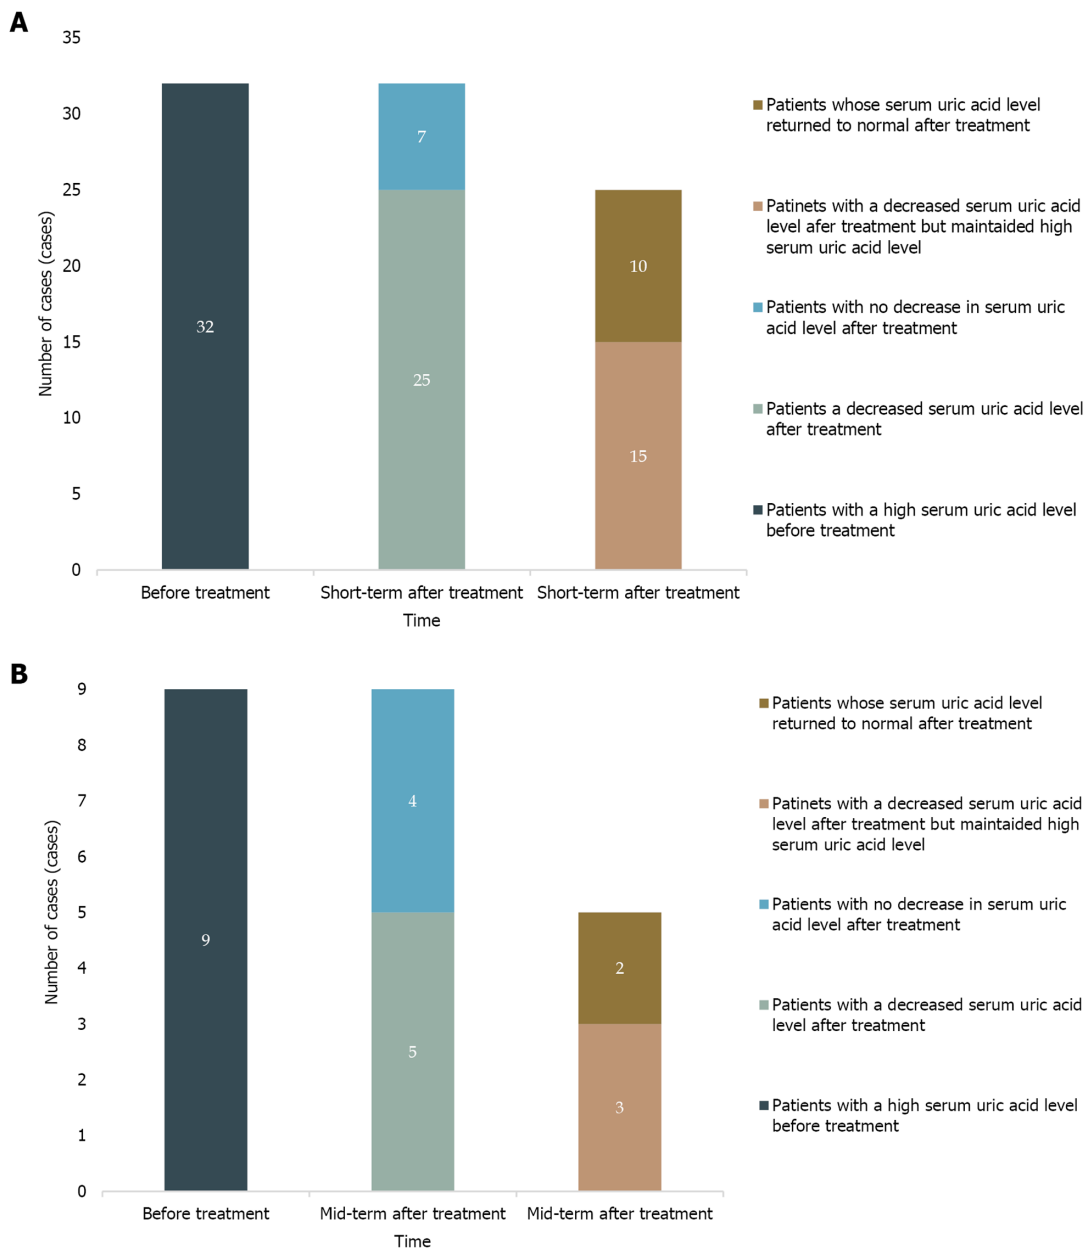 A
35
30
25
20
15
10
5
0
Number of cases (cases)
32
7
25
10
15
Before treatment
Short-term after treatment
Short-term after treatment
Time
Patients whose serum uric acid level
returned to normal after treatment
Patinets with a decreased serum uric acid
level afer treatment but maintaided high
serum uric acid level
Patients with no decrease in serum uric
acid level after treatment
Patients a decreased serum uric acid level
after treatment
Patients with a high serum uric acid level
before treatment
B
9
8
7
6
5
4
3
2
1
0
Number of cases (cases)
9
4
5
2
3
Before treatment
Mid-term after treatment
Mid-term after treatment
Time
Patients whose serum uric acid level
returned to normal after treatment
Patinets with a decreased serum uric acid
level after treatment but maintaided high
serum uric acid level
Patients with no decrease in serum uric
acid level after treatment
Patients with a decreased serum uric acid
level after treatment
Patients with a high serum uric acid level
before treatment